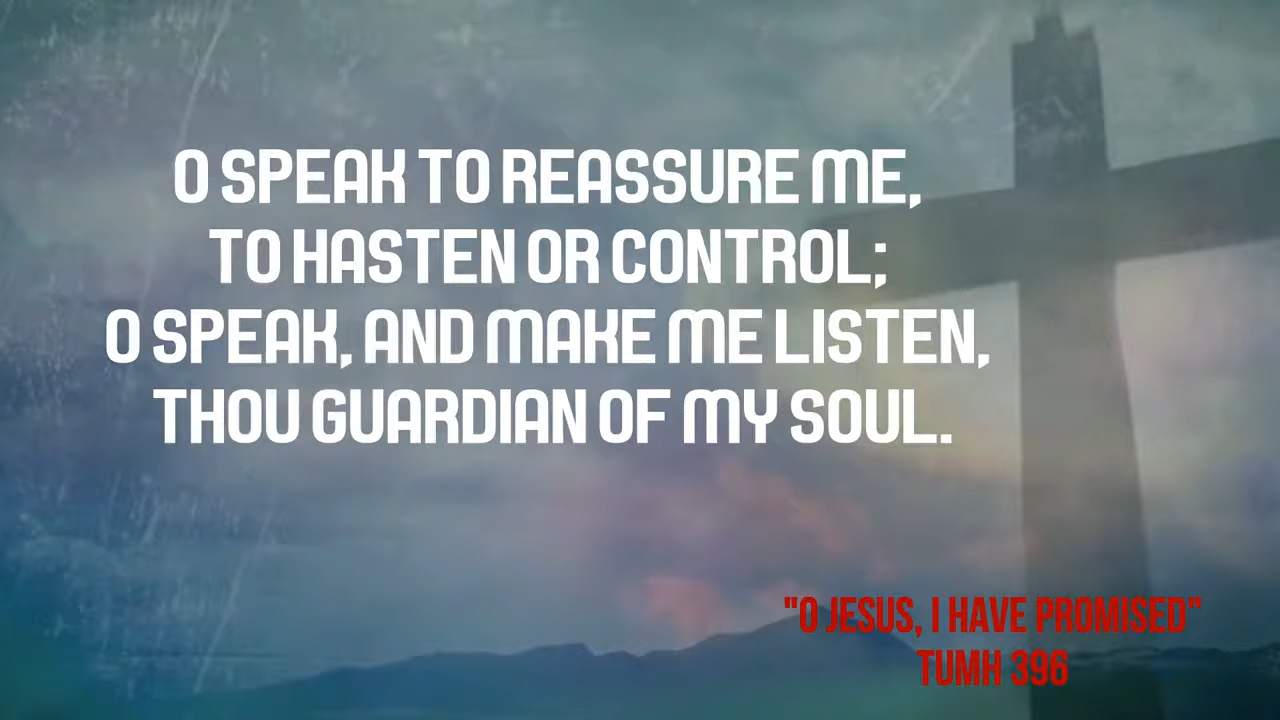 O SPEAK TO REASSURE ME,
TO HASTEN OR CONTROL;
O SPEAK, AND MAKE ME LISTEN,
THOU GUARDIAN OF MY SOUL.
"O JESUS, I HAVE PROMISED"
TUMH 396